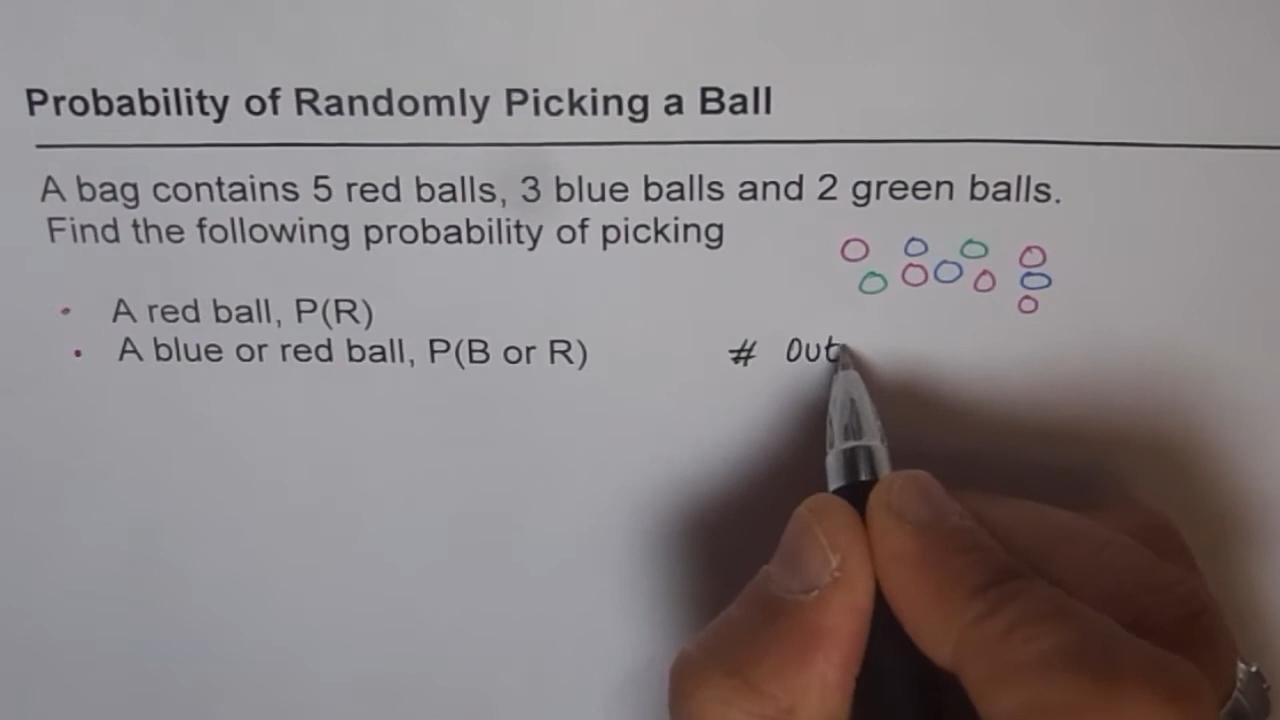 Probability of Randomly Picking a Ball
A bag contains 5 red balls, 3 blue balls and 2 green balls.
Find the following probability of picking
• A red ball, P(R)
• A blue or red ball, P(B or R)
# Out